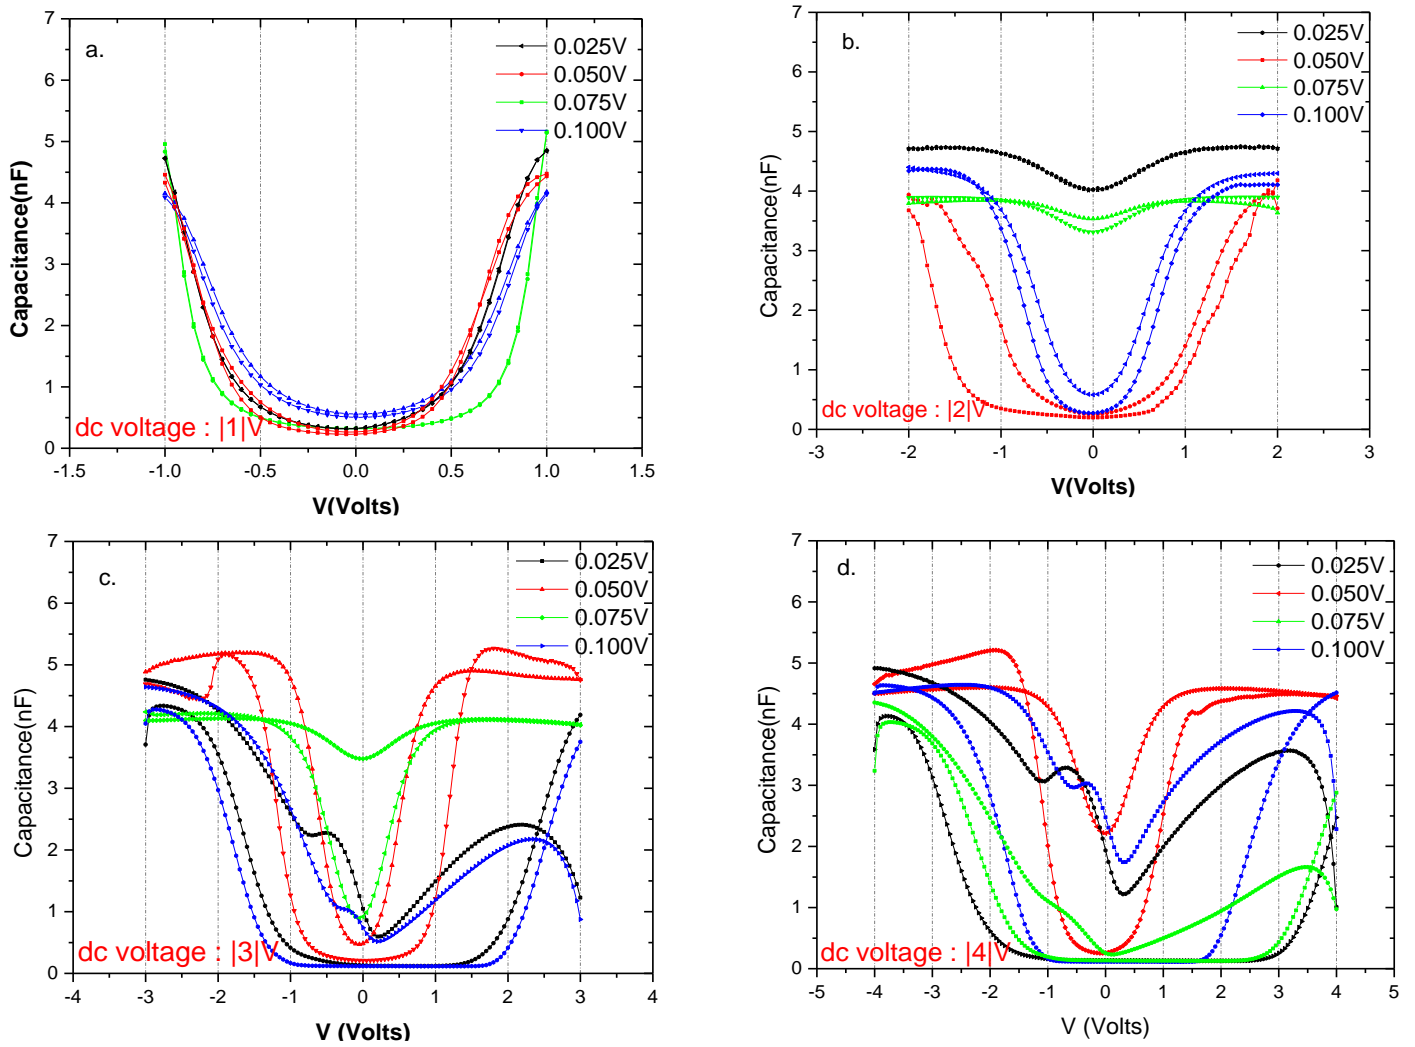 a.
0.025V
0.050V
0.075V
0.100V
7
6
5
4
3
2
1
0
Capacitance(nF)
dc voltage : |1|V
-1.5 -1.0 -0.5 0.0 0.5 1.0 1.5
V(Volts)
b.
0.025V
0.050V
0.075V
0.100V
7
6
5
4
3
2
1
0
Capacitance(nF)
dc voltage : |2|V
-3 -2 -1 0 1 2 3
V(Volts)
c.
0.025V
0.050V
0.075V
0.100V
7
6
5
4
3
2
1
0
Capacitance(nF)
dc voltage : |3|V
-4 -3 -2 -1 0 1 2 3 4
V (Volts)
d.
0.025V
0.050V
0.075V
0.100V
7
6
5
4
3
2
1
0
Capacitance(nF)
dc voltage : |4|V
-5 -4 -3 -2 -1 0 1 2 3 4 5
V (Volts)